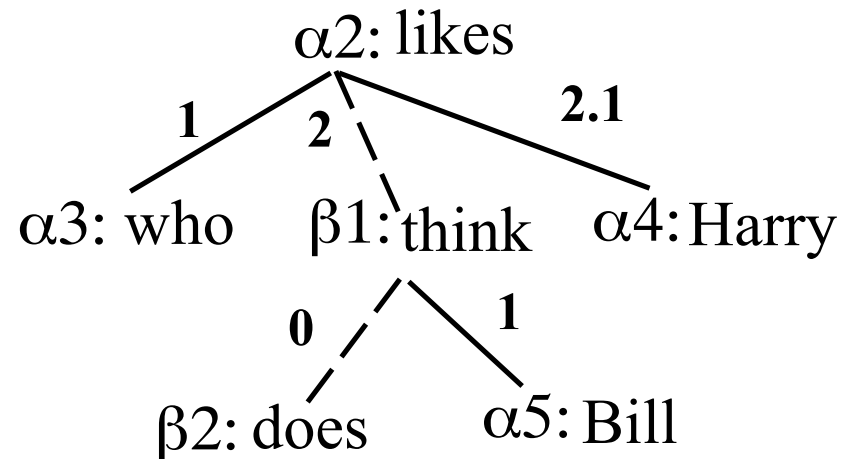 α2: likes
1 2 2.1
α3: who β1: think α4: Harry
0 1
β2: does α5: Bill